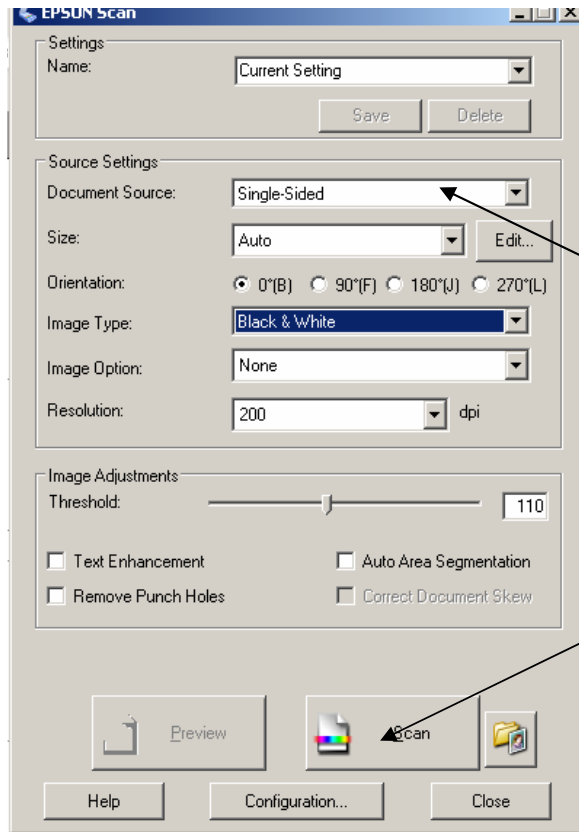 EPSON Scan
Settings
Name: Current Setting
Save Delete
Source Settings
Document Source: Single-Sided
Size: Auto Edit...
Orientation: 0°(B) 90°(F) 180°(J) 270°(L)
Image Type: Black & White
Image Option: None
Resolution: 200 dpi
Image Adjustments
Threshold: 110
Text Enhancement Auto Area Segmentation
Remove Punch Holes Correct Document Skew
Preview Scan
Help Configuration... Close